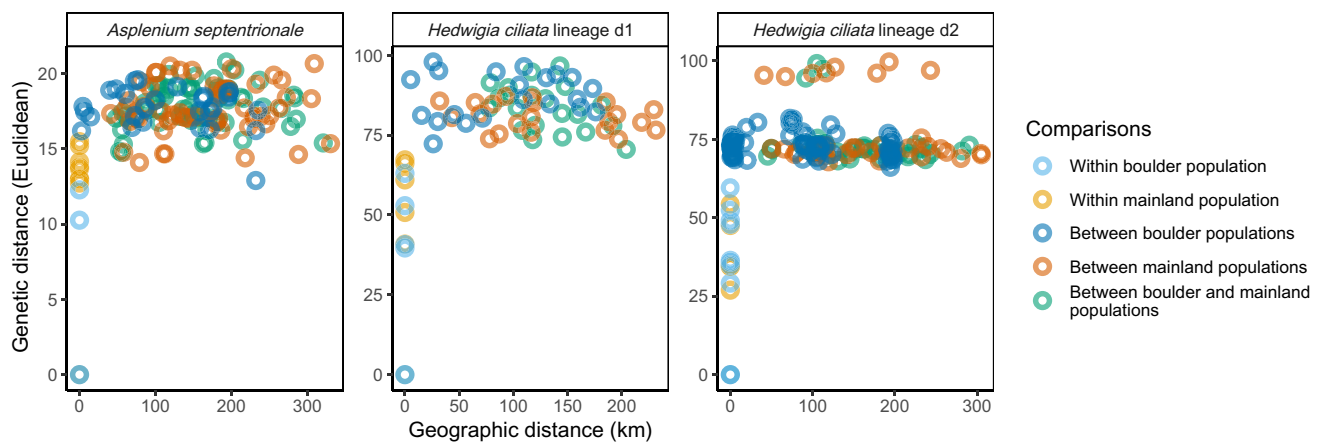 Asplenium septentrionale
Hedwigia ciliata lineage d1
Hedwigia ciliata lineage d2
Genetic distance (Euclidean)
20
15
10
5
0
0
100
200
300
100
75
50
25
0
0
50
100
150
200
100
75
50
25
0
0
100
200
300
Geographic distance (km)
Comparisons
Within boulder population
Within mainland population
Between boulder populations
Between mainland populations
Between boulder and mainland
populations